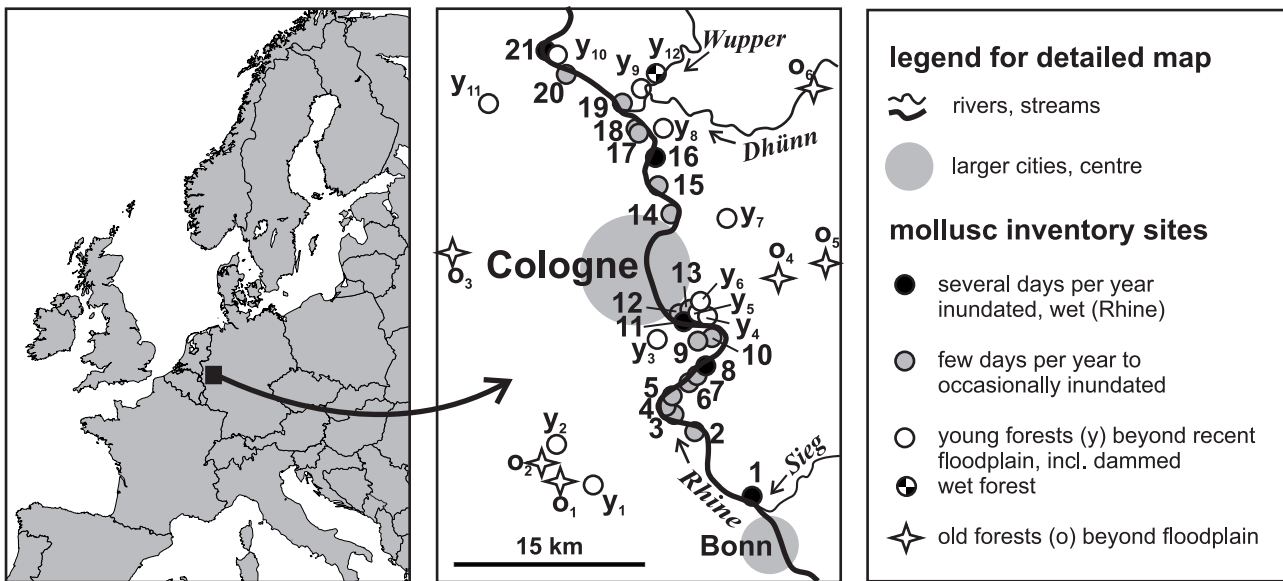 21
y10
y12
Wupper
y9
o6
y11
20
19
18
17
y8
Dhünn
16
15
14
y7
o5
o4
o3
Cologne
13
y6
12
y5
11
y4
y3
9
10
8
5
7
6
4
3
2
y2
o2
o1
y1
1
Sieg
Rhine
15 km
Bonn
legend for detailed map
rivers, streams
larger cities, centre
mollusc inventory sites
several days per year
inundated, wet (Rhine)
few days per year to
occasionally inundated
young forests (y) beyond recent
floodplain, incl. dammed
wet forest
old forests (o) beyond floodplain